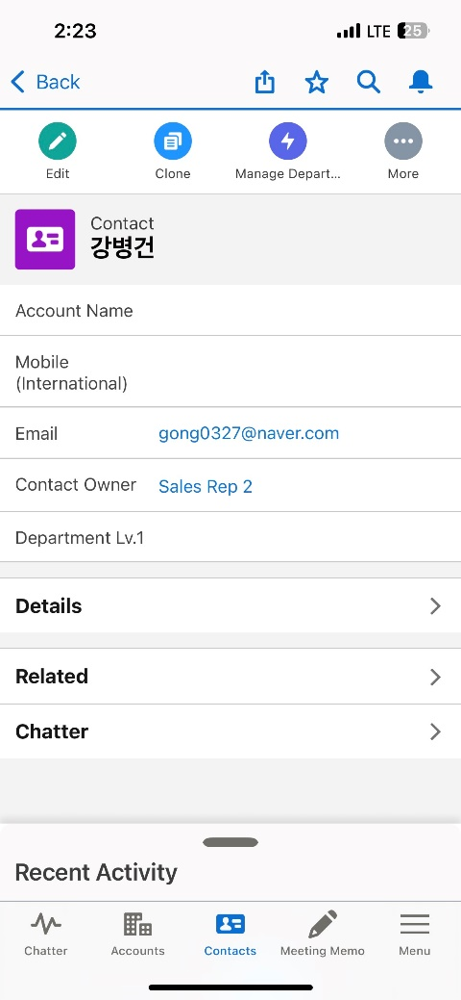 2:23
LTE 25
Back
Edit
Clone
Manage Depart...
More
Contact
강병건
Account Name
Mobile
(International)
Email gong0327@naver.com
Contact Owner Sales Rep 2
Department Lv.1
Details
Related
Chatter
Recent Activity
Chatter
Accounts
Contacts
Meeting Memo
Menu